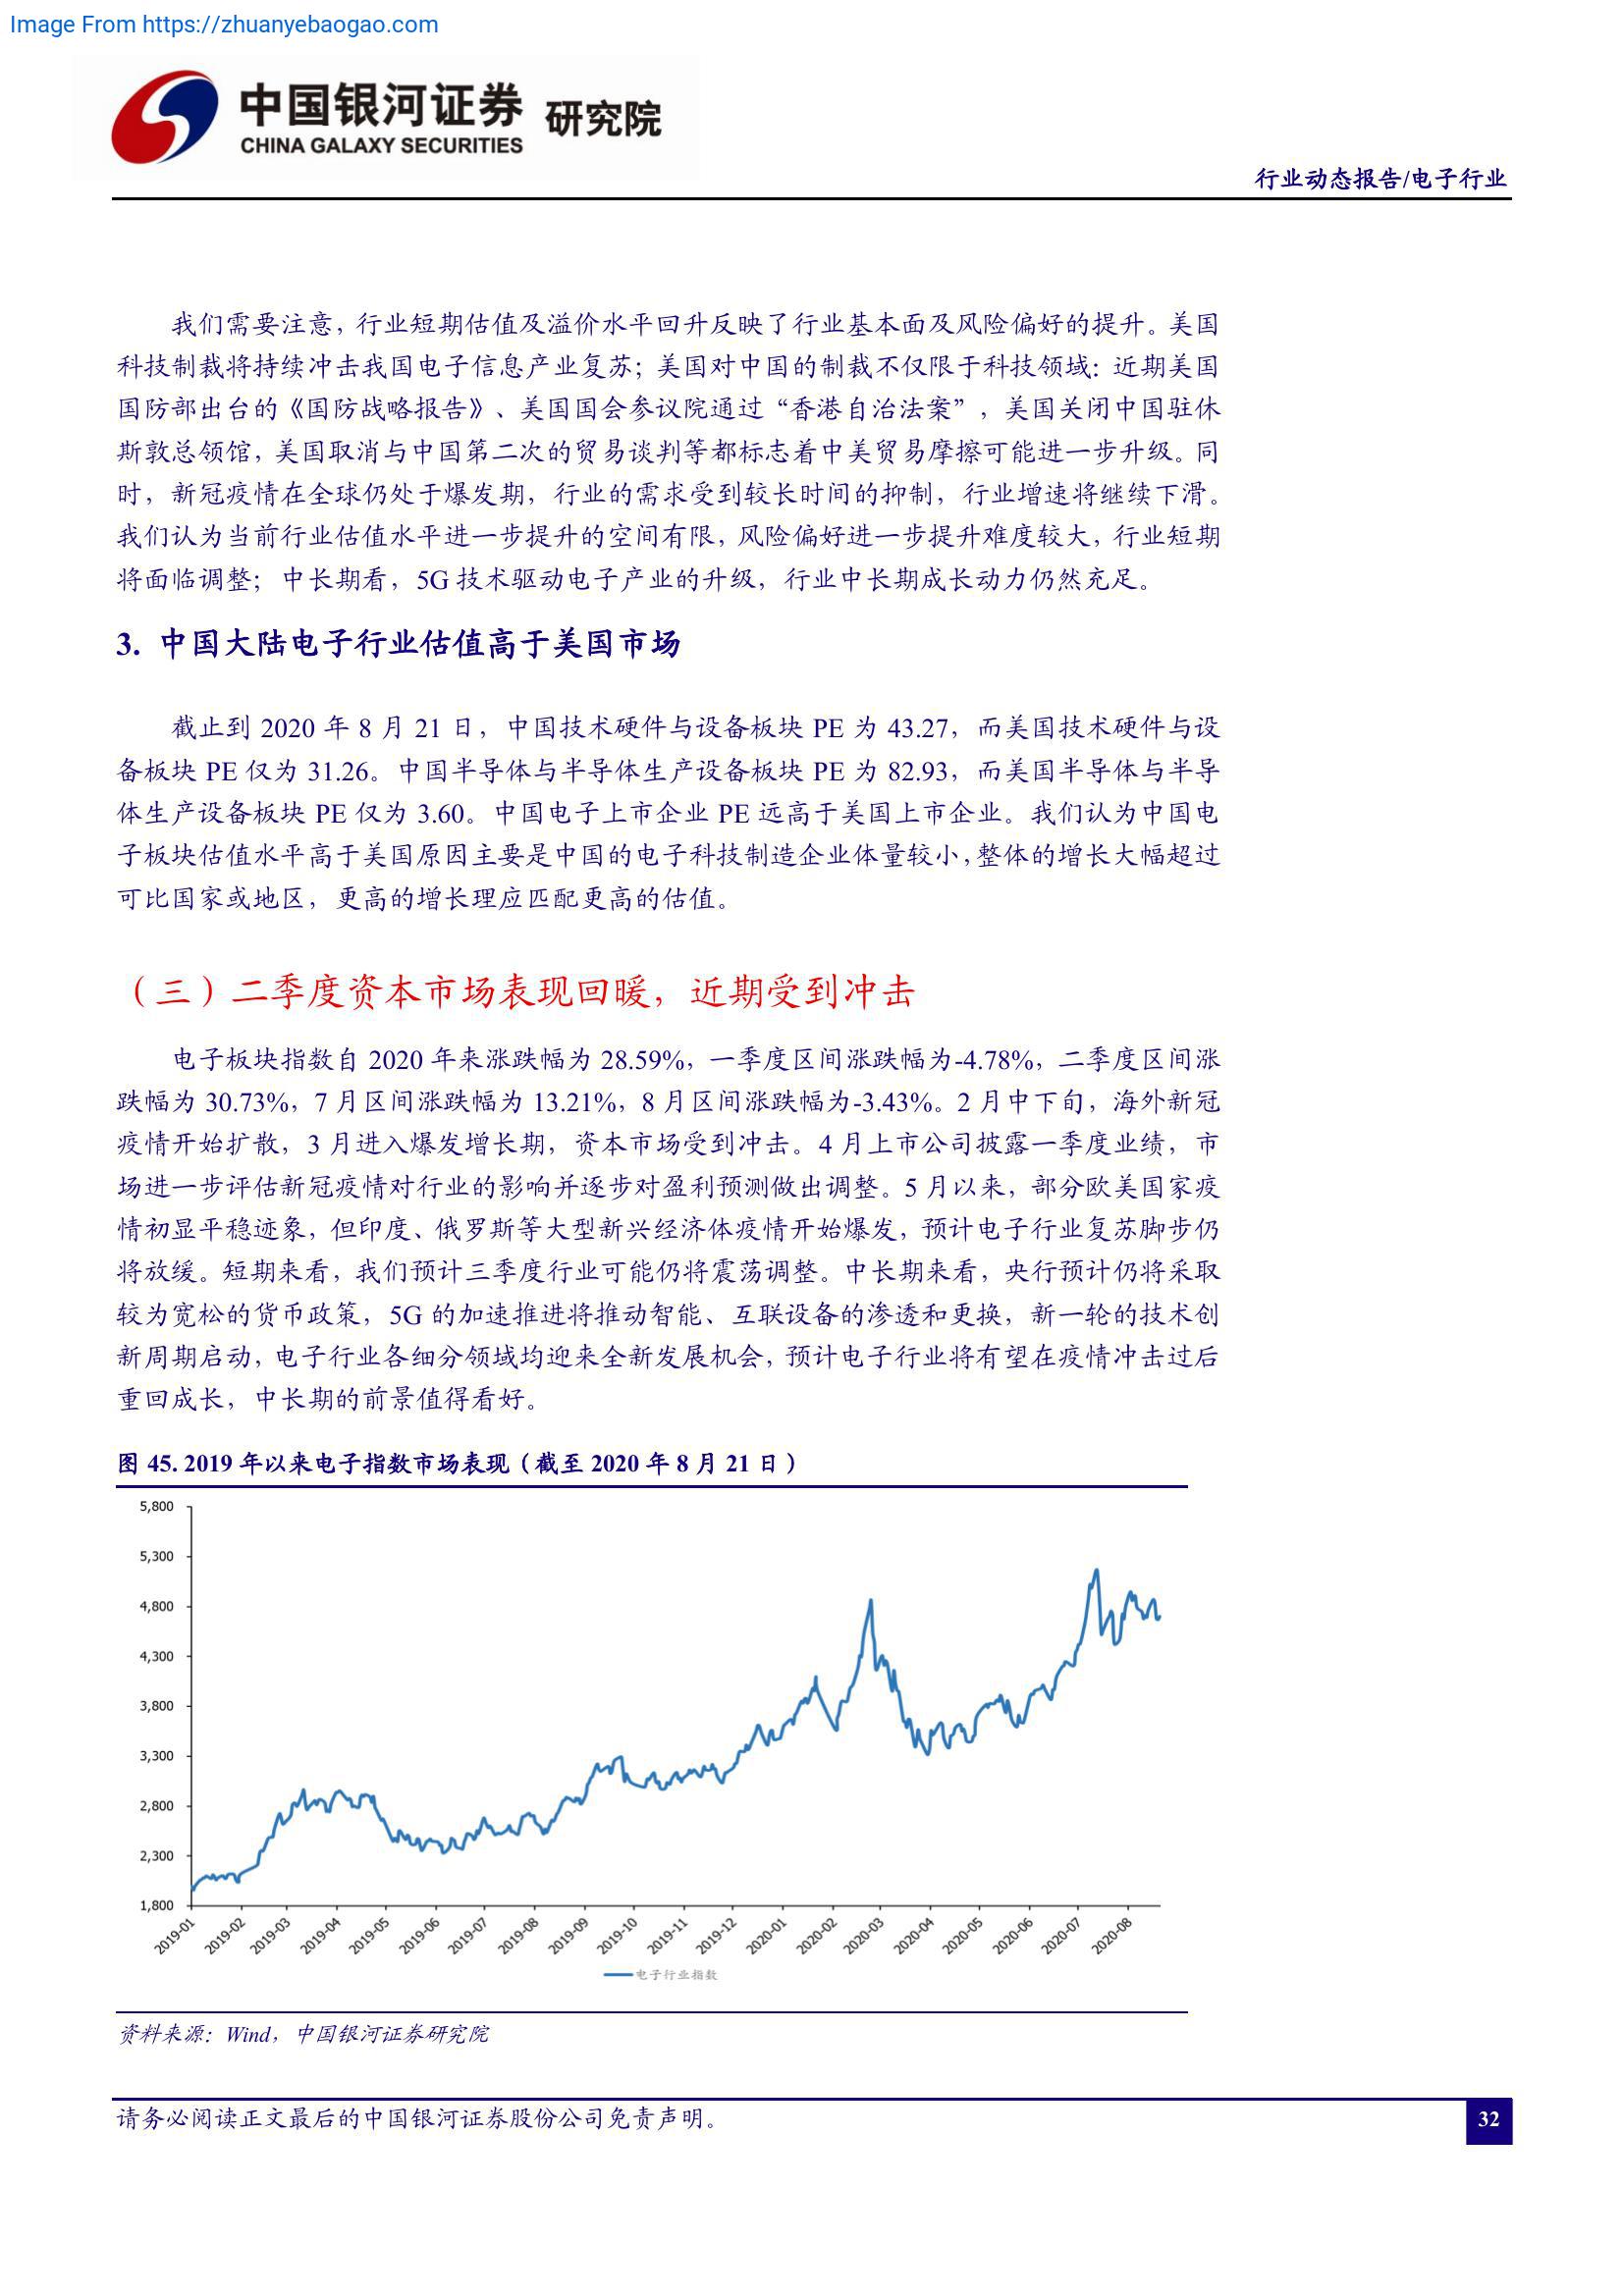 Image From https://zhuanyebaogao.com
中国银河证券 研究院
CHINA GALAXY SECURITIES
行业动态报告/电子行业
我们需要注意，行业短期估值及溢价水平回升反映了行业基本面及风险偏好的提升。美国
科技制裁将持续冲击我国电子信息产业复苏；美国对中国的制裁不仅限于科技领域：近期美国
国防部出台的《国防战略报告》、美国国会参议院通过“香港自治法案”，美国关闭中国驻休
斯敦总领馆，美国取消与中国第二次的贸易谈判等都标志着中美贸易摩擦可能进一步升级。同
时，新冠疫情在全球仍处于爆发期，行业的需求受到较长时间的抑制，行业增速将继续下滑。
我们认为当前行业估值水平进一步提升的空间有限，风险偏好进一步提升难度较大，行业短期
将面临调整；中长期看，5G 技术驱动电子产业的升级，行业中长期成长动力仍然充足。
3. 中国大陆电子行业估值高于美国市场
截止到 2020 年 8 月 21 日，中国技术硬件与设备板块 PE 为 43.27，而美国技术硬件与设
备板块 PE 仅为 31.26。中国半导体与半导体生产设备板块 PE 为 82.93，而美国半导体与半导
体生产设备板块 PE 仅为 3.60。中国电子上市企业 PE 远高于美国上市企业。我们认为中国电
子板块估值水平高于美国原因主要是中国的电子科技制造企业体量较小，整体的增长大幅超过
可比国家或地区，更高的增长理应匹配更高的估值。
（三）二季度资本市场表现回暖，近期受到冲击
电子板块指数自 2020 年来涨跌幅为 28.59%，一季度区间涨跌幅为-4.78%，二季度区间涨
跌幅为 30.73%，7 月区间涨跌幅为 13.21%，8 月区间涨跌幅为-3.43%。2 月中下旬，海外新冠
疫情开始扩散，3 月进入爆发增长期，资本市场受到冲击。4 月上市公司披露一季度业绩，市
场进一步评估新冠疫情对行业的影响并逐步对盈利预测做出调整。5 月以来，部分欧美国家疫
情初显平稳迹象，但印度、俄罗斯等大型新兴经济体疫情开始爆发，预计电子行业复苏脚步仍
将放缓。短期来看，我们预计三季度行业可能仍将震荡调整。中长期来看，央行预计仍将采取
较为宽松的货币政策，5G 的加速推进将推动智能、互联设备的渗透和更换，新一轮的技术创
新周期启动，电子行业各细分领域均迎来全新发展机会，预计电子行业将有望在疫情冲击过后
重回成长，中长期的前景值得看好。
图 45. 2019 年以来电子指数市场表现（截至 2020 年 8 月 21 日）
5,800
5,300
4,800
4,300
3,800
3,300
2,800
2,300
1,800
2019-01 2019-02 2019-03 2019-04 2019-05 2019-06 2019-07 2019-08 2019-09 2019-10 2019-11 2019-12 2020-01 2020-02 2020-03 2020-04 2020-05 2020-06 2020-07 2020-08
电子行业指数
资料来源：Wind，中国银河证券研究院
请务必阅读正文最后的中国银河证券股份公司免责声明。
32